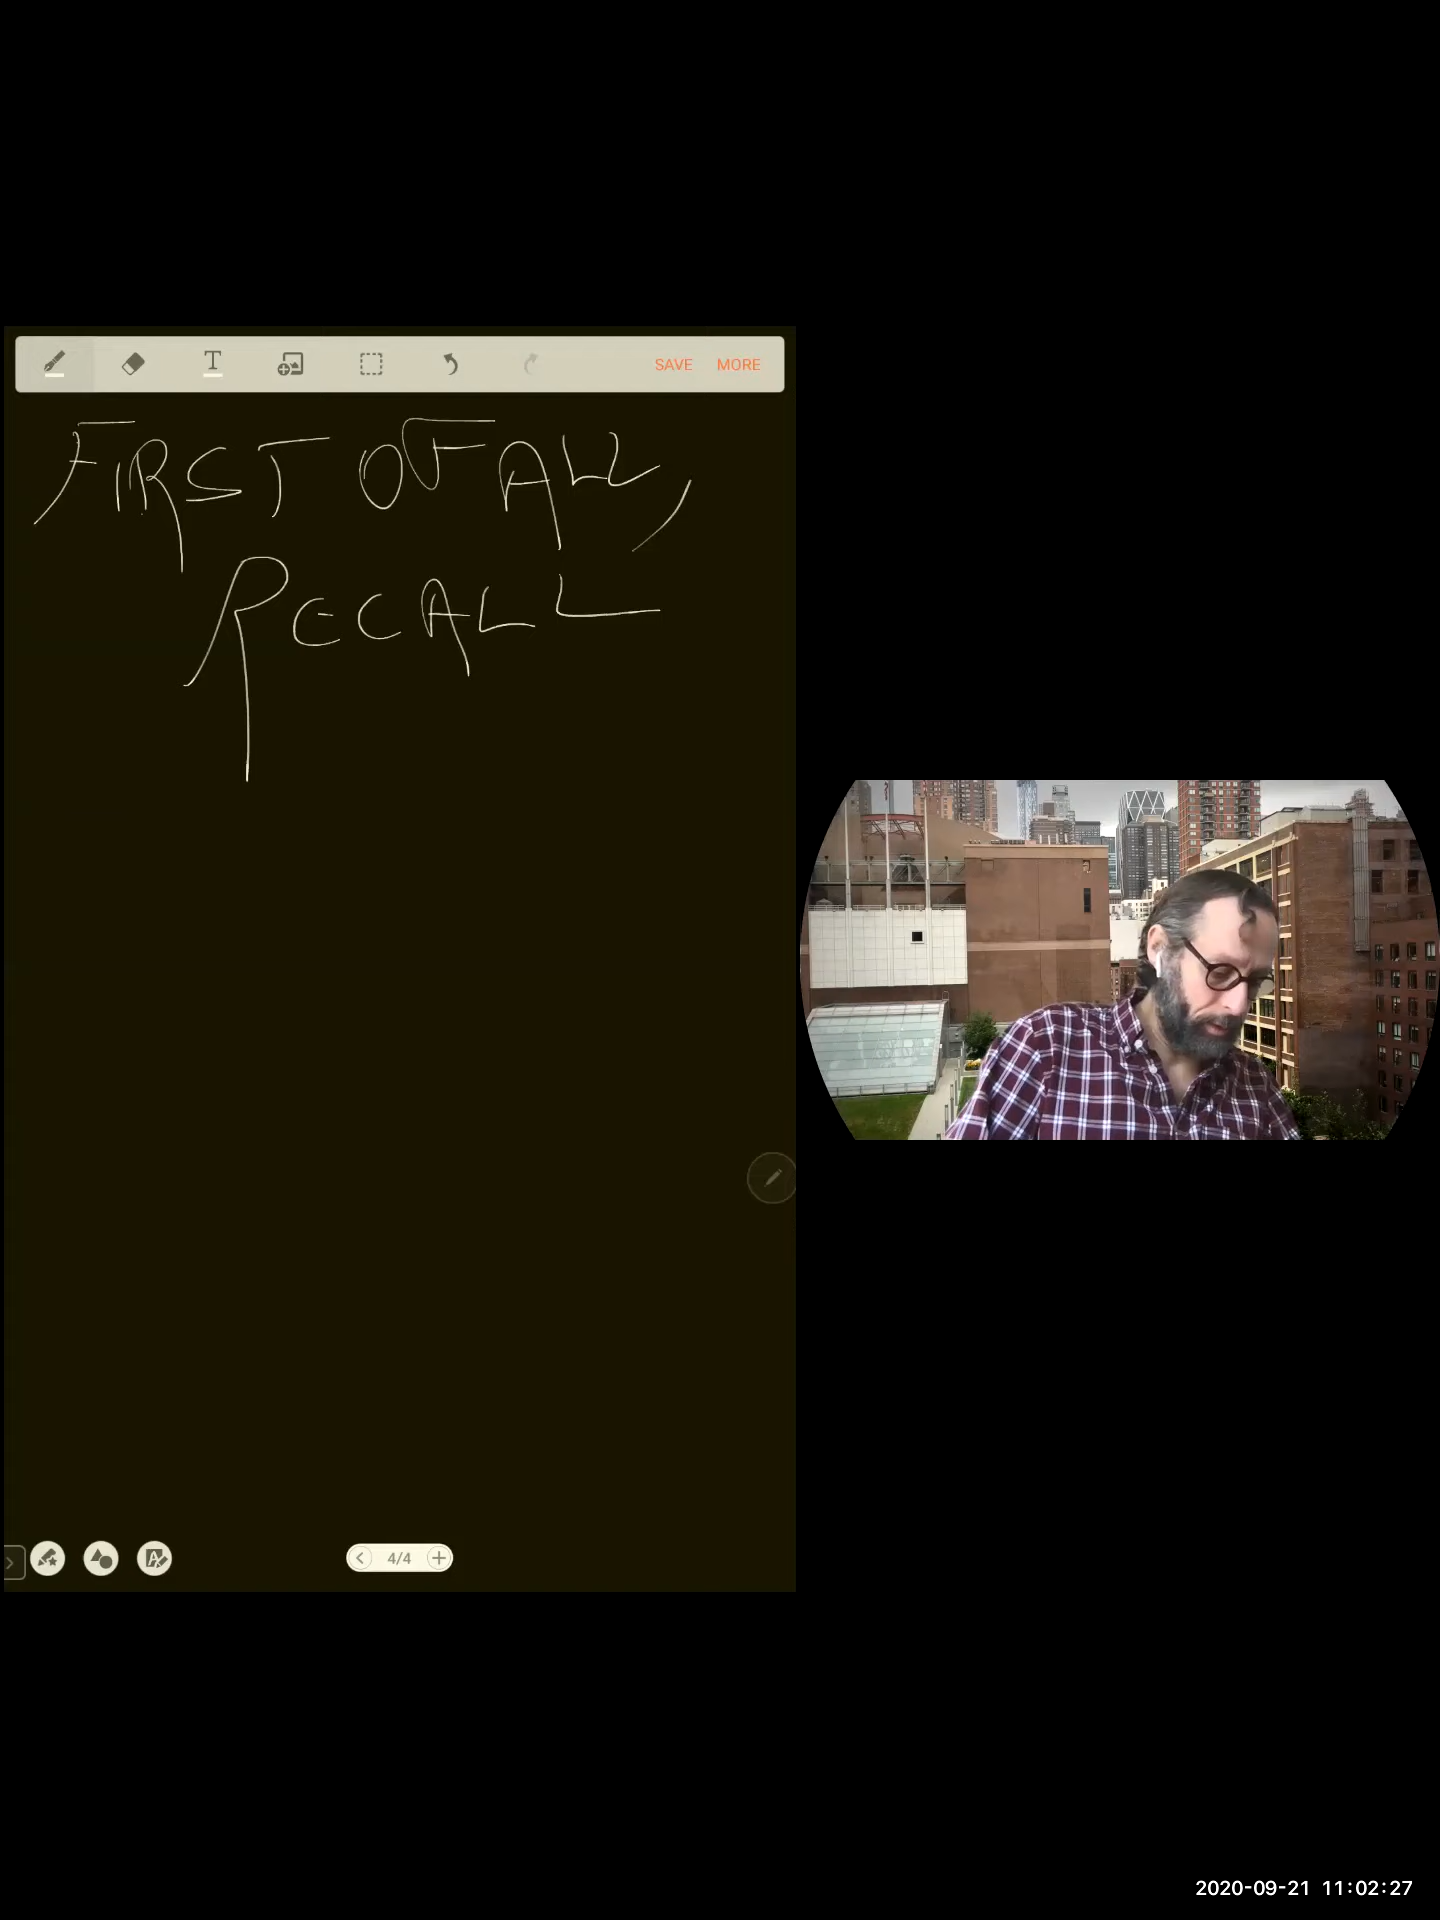 T
SAVE MORE
FIRST OF ALL,
RECALL
A
4/4
2020-09-21 11:02:27